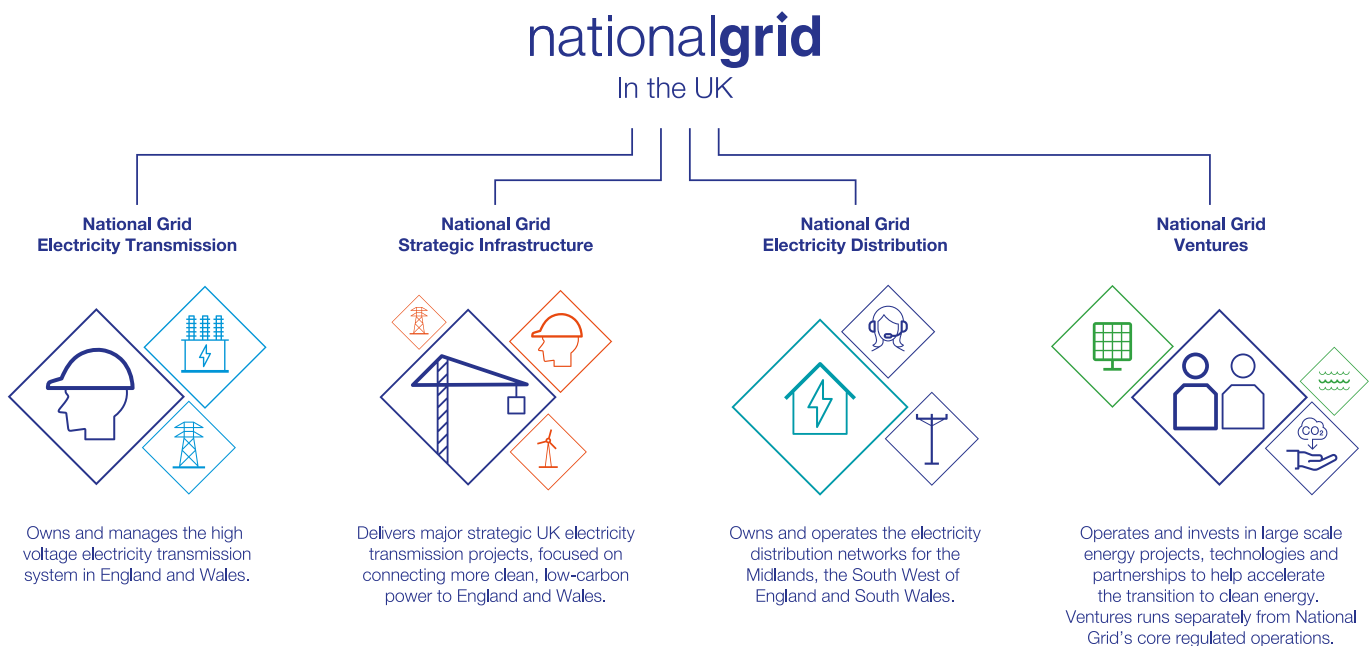 nationalgrid
In the UK
National Grid
Electricity Transmission
Owns and manages the high
voltage electricity transmission
system in England and Wales.
National Grid
Strategic Infrastructure
Delivers major strategic UK electricity
transmission projects, focused on
connecting more clean, low-carbon
power to England and Wales.
National Grid
Electricity Distribution
Owns and operates the electricity
distribution networks for the
Midlands, the South West of
England and South Wales.
National Grid
Ventures
CO₂
Operates and invests in large scale
energy projects, technologies and
partnerships to help accelerate
the transition to clean energy.
Ventures runs separately from National
Grid’s core regulated operations.